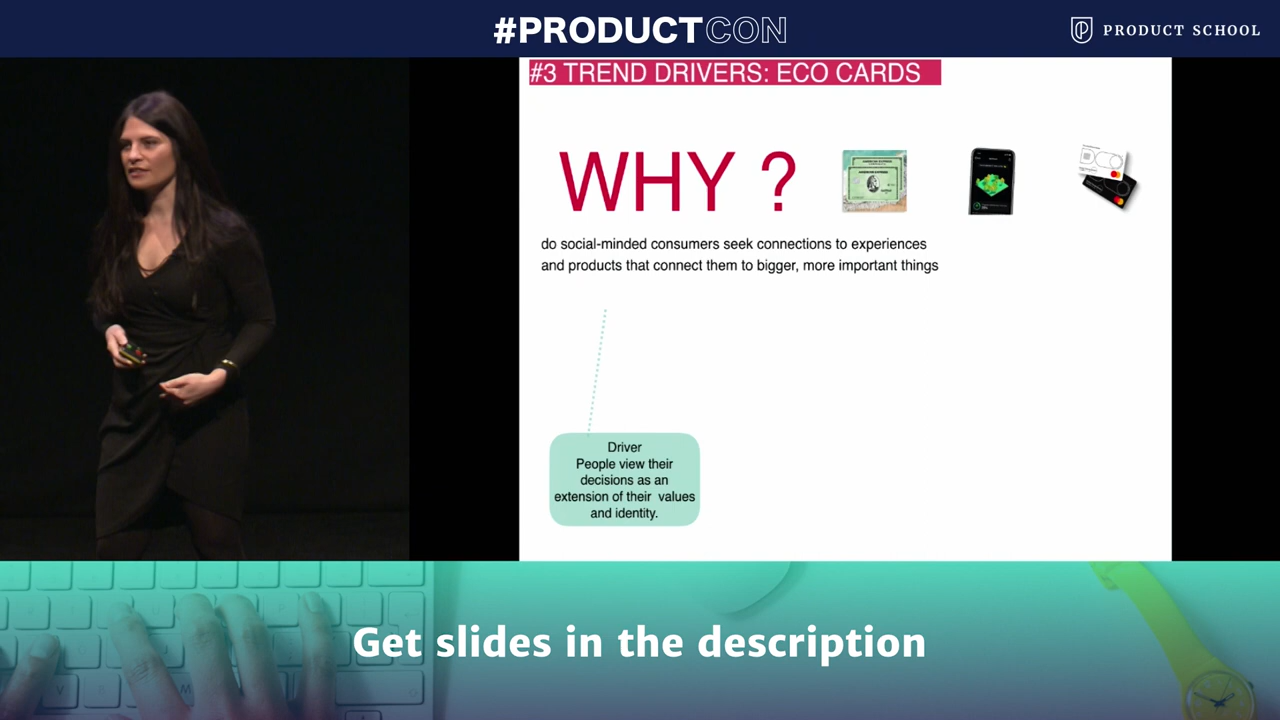 #PRODUCTCON
PRODUCT SCHOOL
#3 TREND DRIVERS: ECO CARDS
WHY ?
AMERICAN EXPRESS
do social-minded consumers seek connections to experiences
and products that connect them to bigger, more important things
Driver
People view their
decisions as an
extension of their values
and identity.
Get slides in the description